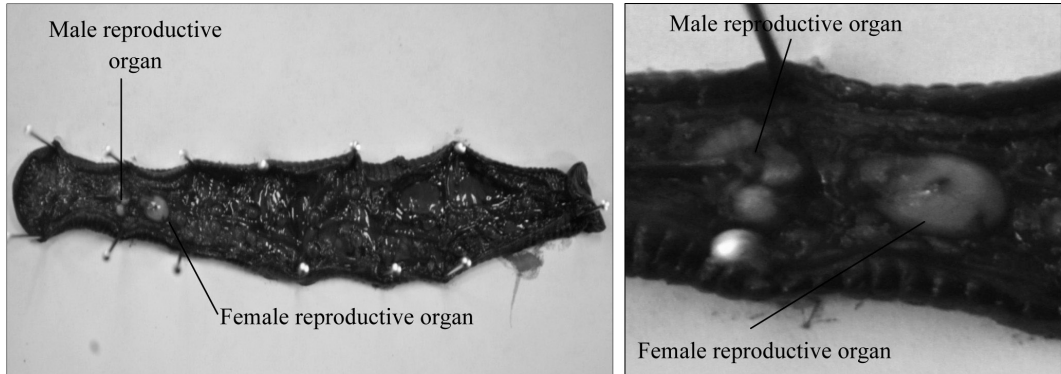 Male reproductive
organ
Female reproductive organ
Male reproductive organ
Female reproductive organ